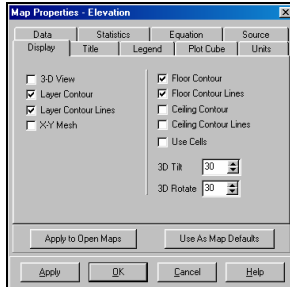 Map Properties - Elevation
Data Statistics Equation Source
Display Title Legend Plot Cube Units
3-D View
Layer Contour
Layer Contour Lines
X-Y Mesh
Floor Contour
Floor Contour Lines
Ceiling Contour
Ceiling Contour Lines
Use Cells
3D Tilt 30
3D Rotate 30
Apply to Open Maps Use As Map Defaults
Apply OK Cancel Help